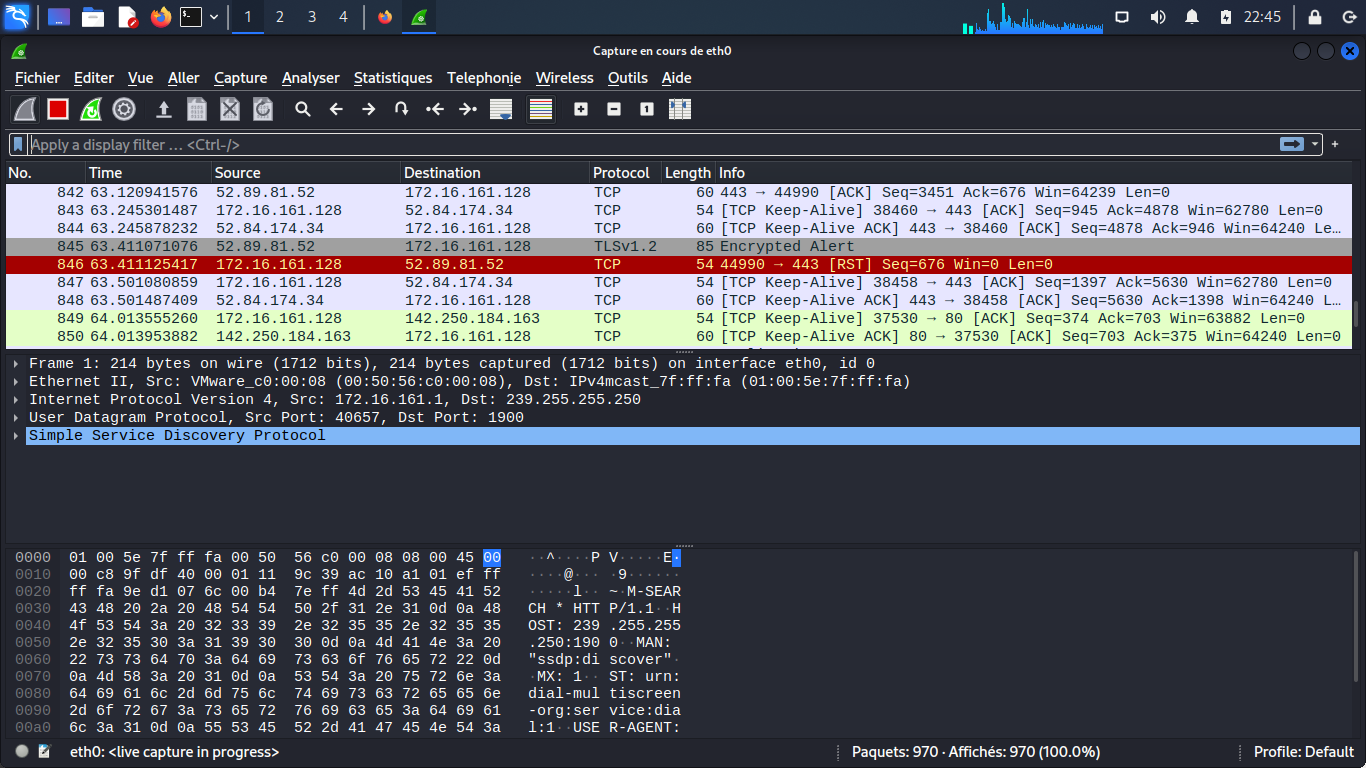 1 2 3 4 22:45
Capture en cours de eth0
Fichier Editer Vue Aller Capture Analyser Statistiques Telephonie Wireless Outils Aide
Apply a display filter … <Ctrl-/>
No. Time Source Destination Protocol Length Info
842 63.120941576 52.89.81.52 172.16.161.128 TCP 60 443 → 44990 [ACK] Seq=3451 Ack=676 Win=64239 Len=0
843 63.245301487 172.16.161.128 52.84.174.34 TCP 54 [TCP Keep-Alive] 38460 → 443 [ACK] Seq=945 Ack=4878 Win=62780 Len=0
844 63.245878232 52.84.174.34 172.16.161.128 TCP 60 [TCP Keep-Alive ACK] 443 → 38460 [ACK] Seq=4878 Ack=946 Win=64240 Le…
845 63.411071076 52.89.81.52 172.16.161.128 TLSv1.2 85 Encrypted Alert
846 63.411125417 172.16.161.128 52.89.81.52 TCP 54 44990 → 443 [RST] Seq=676 Win=0 Len=0
847 63.501080859 172.16.161.128 52.84.174.34 TCP 54 [TCP Keep-Alive] 38458 → 443 [ACK] Seq=1397 Ack=5630 Win=62780 Len=0
848 63.501487409 52.84.174.34 172.16.161.128 TCP 60 [TCP Keep-Alive ACK] 443 → 38458 [ACK] Seq=5630 Ack=1398 Win=64240 L…
849 64.013555260 172.16.161.128 142.250.184.163 TCP 54 [TCP Keep-Alive] 37530 → 80 [ACK] Seq=374 Ack=703 Win=63882 Len=0
850 64.013953882 142.250.184.163 172.16.161.128 TCP 60 [TCP Keep-Alive ACK] 80 → 37530 [ACK] Seq=703 Ack=375 Win=64240 Len=0
Frame 1: 214 bytes on wire (1712 bits), 214 bytes captured (1712 bits) on interface eth0, id 0
Ethernet II, Src: VMware_c0:00:08 (00:50:56:c0:00:08), Dst: IPv4mcast_7f:ff:fa (01:00:5e:7f:ff:fa)
Internet Protocol Version 4, Src: 172.16.161.1, Dst: 239.255.255.250
User Datagram Protocol, Src Port: 40657, Dst Port: 1900
Simple Service Discovery Protocol
0000 01 00 5e 7f ff fa 00 50 56 c0 00 08 08 00 45 00 ··^····P V·····E·
0010 00 c8 9f df 40 00 01 11 9c 39 ac 10 a1 01 ef ff ····@··· ·9······
0020 ff fa 9e d1 07 6c 00 b4 7e ff 4d 2d 53 45 41 52 ·····l·· ~·M-SEAR
0030 43 48 20 2a 20 48 54 54 50 2f 31 2e 31 0d 0a 48 CH * HTT P/1.1··H
0040 4f 53 54 3a 20 32 33 39 2e 32 35 35 2e 32 35 35 OST: 239 .255.255
0050 2e 32 35 30 3a 31 39 30 30 0d 0a 4d 41 4e 3a 20 .250:190 0··MAN:
0060 22 73 73 64 70 3a 64 69 73 63 6f 76 65 72 22 0d "ssdp:di scover"·
0070 0a 4d 58 3a 20 31 0d 0a 53 54 3a 20 75 72 6e 3a ·MX: 1·· ST: urn:
0080 64 69 61 6c 2d 6d 75 6c 74 69 73 63 72 65 65 6e dial-mul tiscreen
0090 2d 6f 72 67 3a 73 65 72 76 69 63 65 3a 64 69 61 -org:ser vice:dia
00a0 6c 3a 31 0d 0a 55 53 45 52 2d 41 47 45 4e 54 3a l:1··USE R-AGENT:
eth0: <live capture in progress> Paquets: 970 · Affichés: 970 (100.0%) Profile: Default